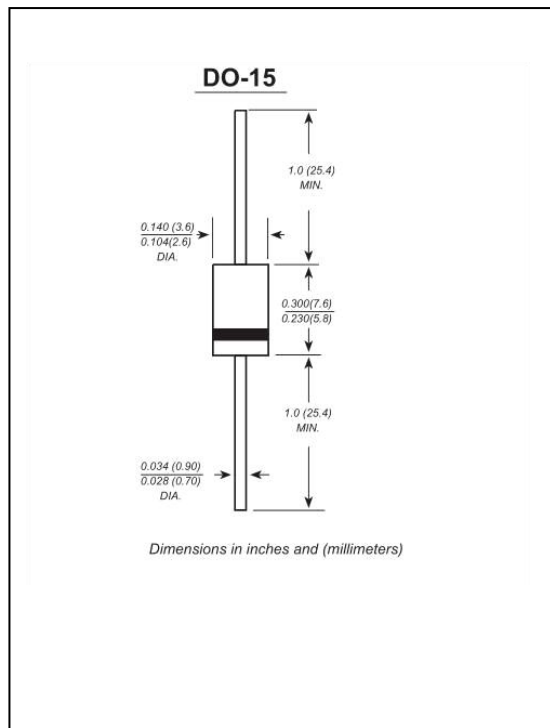 DO-15
1.0 (25.4)
MIN.
0.140 (3.6)
0.104(2.6)
DIA.
0.300(7.6)
0.230(5.8)
1.0 (25.4)
MIN.
0.034 (0.90)
0.028 (0.70)
DIA.
Dimensions in inches and (millimeters)